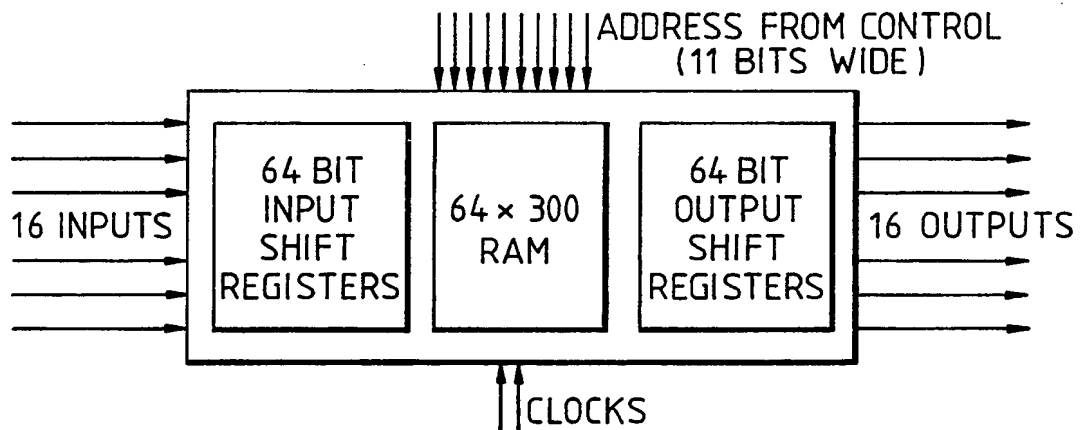 ADDRESS FROM CONTROL
(11 BITS WIDE)
16 INPUTS
64 BIT
INPUT
SHIFT
REGISTERS
64 × 300
RAM
64 BIT
OUTPUT
SHIFT
REGISTERS
16 OUTPUTS
CLOCKS